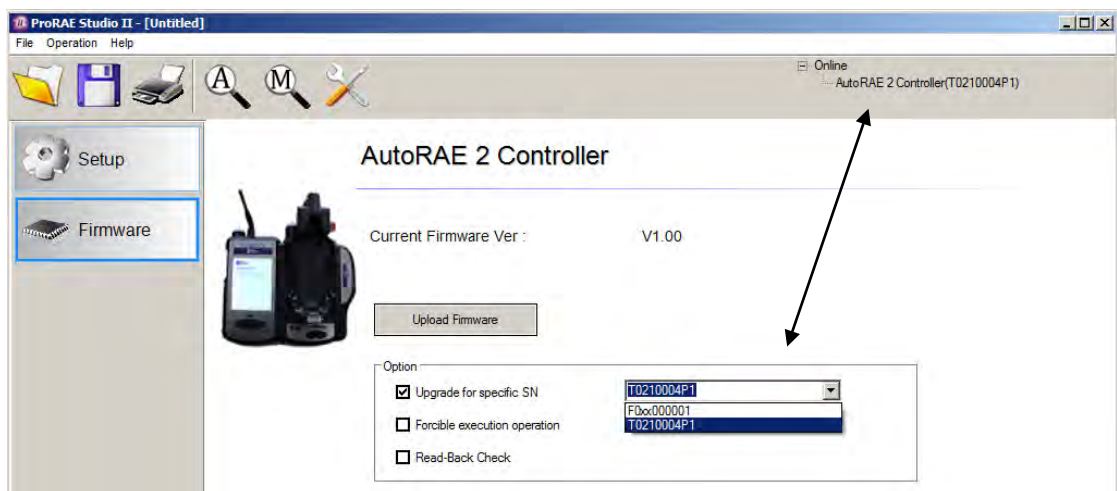 ProRAE Studio II - [Untitled]
File Operation Help
A M
Online
AutoRAE 2 Controller(T0210004P1)
Setup
Firmware
AutoRAE 2 Controller
Current Firmware Ver : V1.00
Upload Firmware
Option
Upgrade for specific SN T0210004P1
F0xx000001
T0210004P1
Forcible execution operation
Read-Back Check